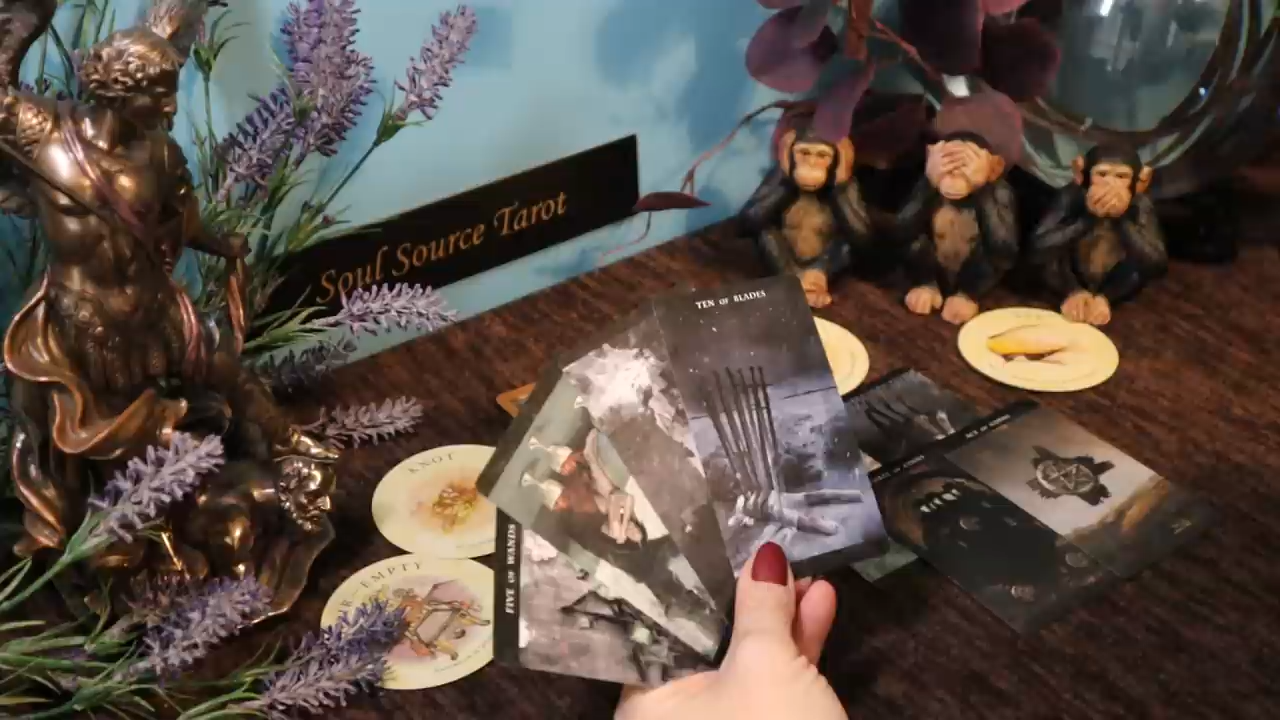 Soul Source Tarot
TEN OF BLADES
KNOT
FIVE OF WANDS
R-EMPTY